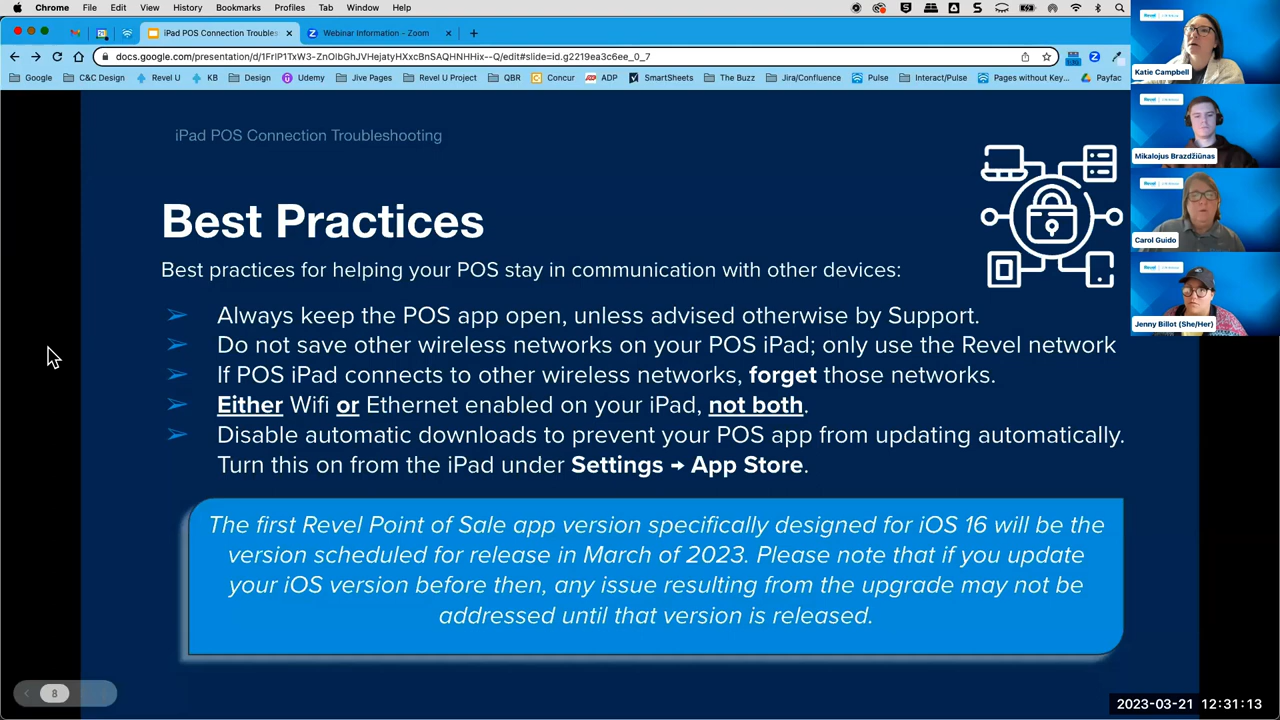 Chrome File Edit View History Bookmarks Profiles Tab Window Help
iPad POS Connection Troubles
Webinar Information - Zoom
docs.google.com/presentation/d/1FrIP1TxW3-ZnOlbGhJVHejatyHXxcBnSAQHNHHix--Q/edit#slide=id.g2219ea3c6ee_0_7
Google C&C Design Revel U KB Design Udemy Jive Pages Revel U Project QBR Concur ADP SmartSheets The Buzz Jira/Confluence Pulse Interact/Pulse Pages without Key... Payfac
iPad POS Connection Troubleshooting
Best Practices
Best practices for helping your POS stay in communication with other devices:
➢ Always keep the POS app open, unless advised otherwise by Support.
➢ Do not save other wireless networks on your POS iPad; only use the Revel network
➢ If POS iPad connects to other wireless networks, forget those networks.
➢ Either Wifi or Ethernet enabled on your iPad, not both.
➢ Disable automatic downloads to prevent your POS app from updating automatically.
Turn this on from the iPad under Settings → App Store.
The first Revel Point of Sale app version specifically designed for iOS 16 will be the
version scheduled for release in March of 2023. Please note that if you update
your iOS version before then, any issue resulting from the upgrade may not be
addressed until that version is released.
8
Katie Campbell
Mikalojus Brazdžiūnas
Carol Guido
Jenny Billot (She/Her)
2023-03-21 12:31:13